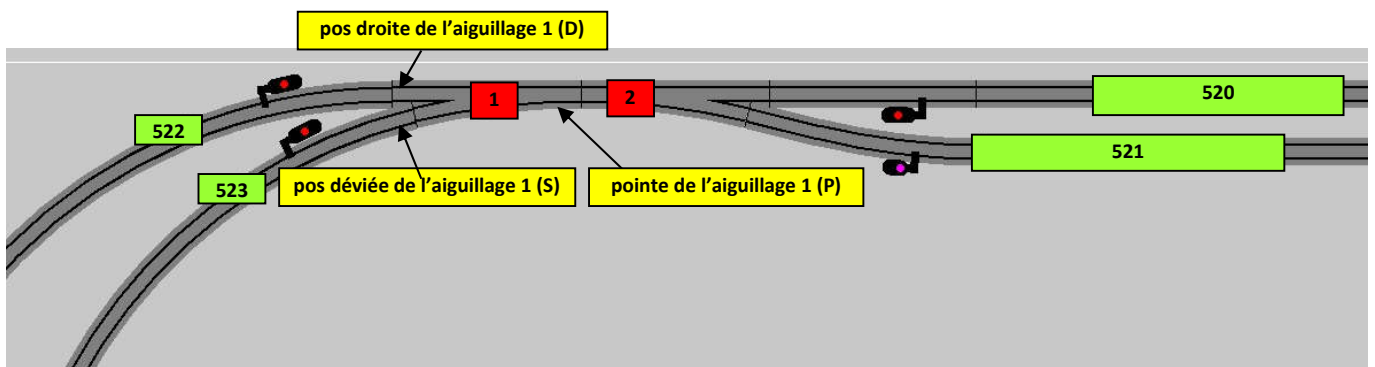 pos droite de l'aiguillage 1 (D)
1
2
520
522
521
523
pos déviée de l'aiguillage 1 (S)
pointe de l'aiguillage 1 (P)